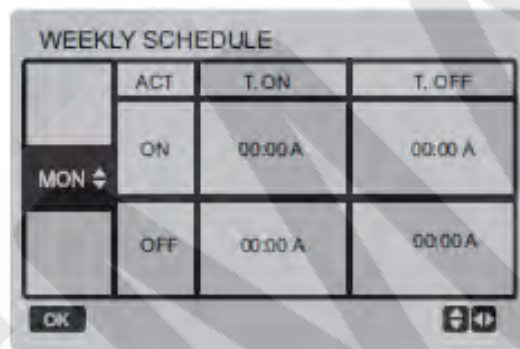 WEEKLY SCHEDULE
ACT T. ON T. OFF
ON 00:00 A 00:00 A
MON
OFF 00:00 A 00:00 A
OK